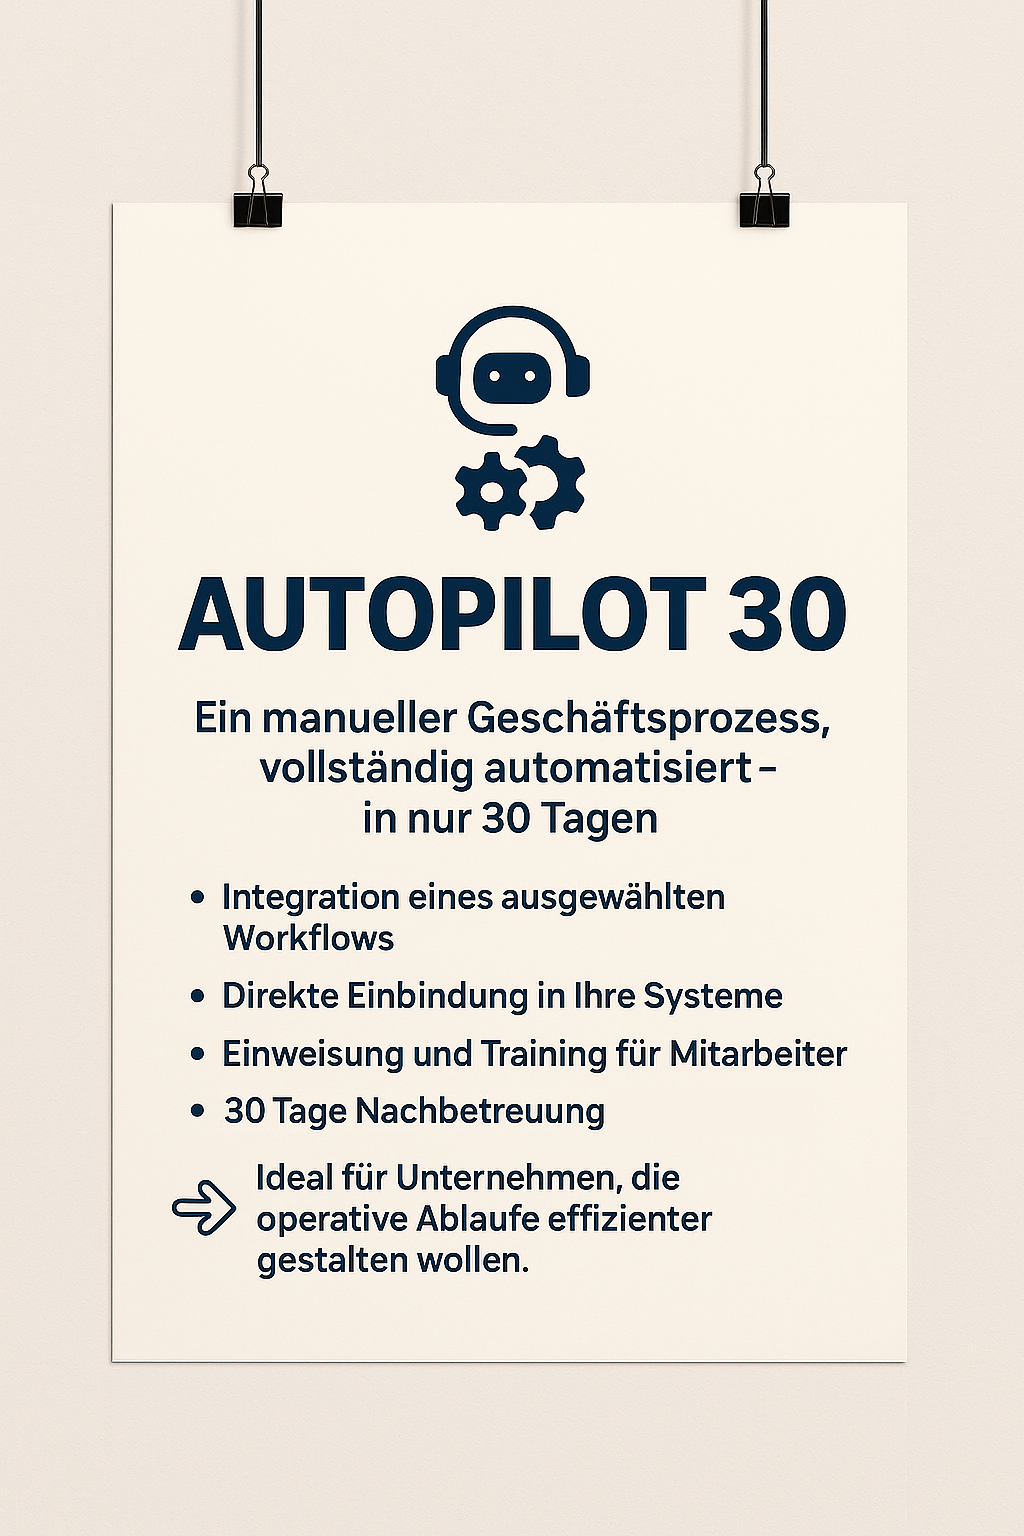 AUTOPILOT 30
Ein manueller Geschäftsprozess,
vollständig automatisiert –
in nur 30 Tagen
• Integration eines ausgewählten
Workflows
• Direkte Einbindung in Ihre Systeme
• Einweisung und Training für Mitarbeiter
• 30 Tage Nachbetreuung
Ideal für Unternehmen, die
operative Ablaufe effizienter
gestalten wollen.